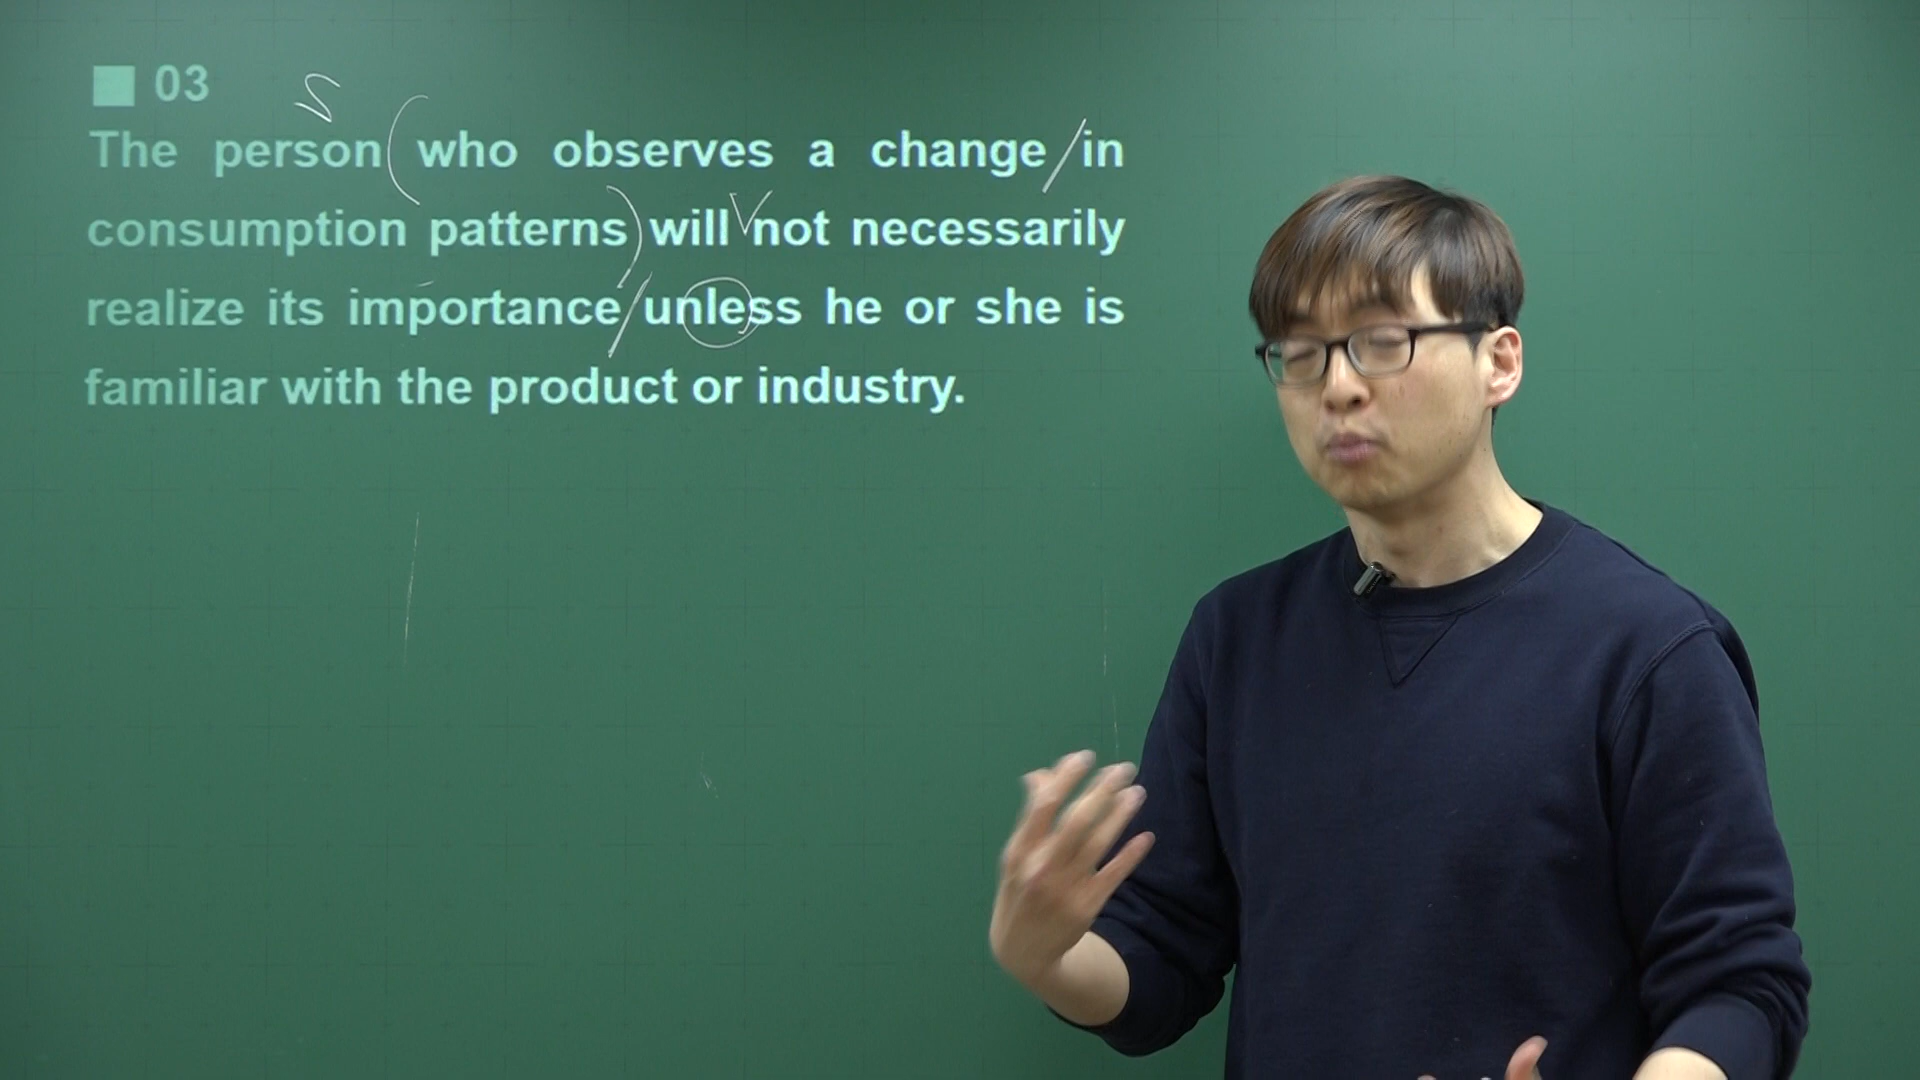 ■ 03
S
The person ( who observes a change / in
consumption patterns ) will V not necessarily
realize its importance / unless he or she is
familiar with the product or industry.